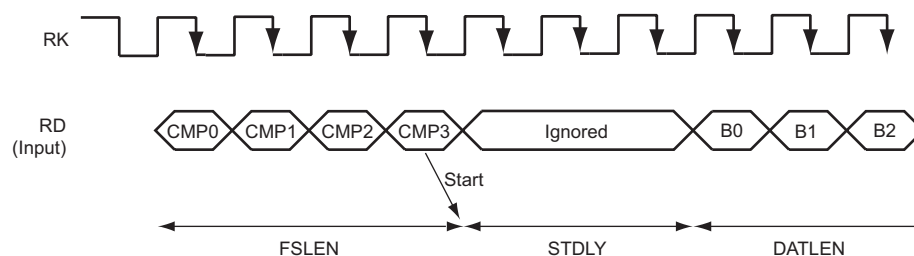 RK
RD
(Input)
CMP0 CMP1 CMP2 CMP3 Ignored B0 B1 B2
Start
FSLEN STDLY DATLEN